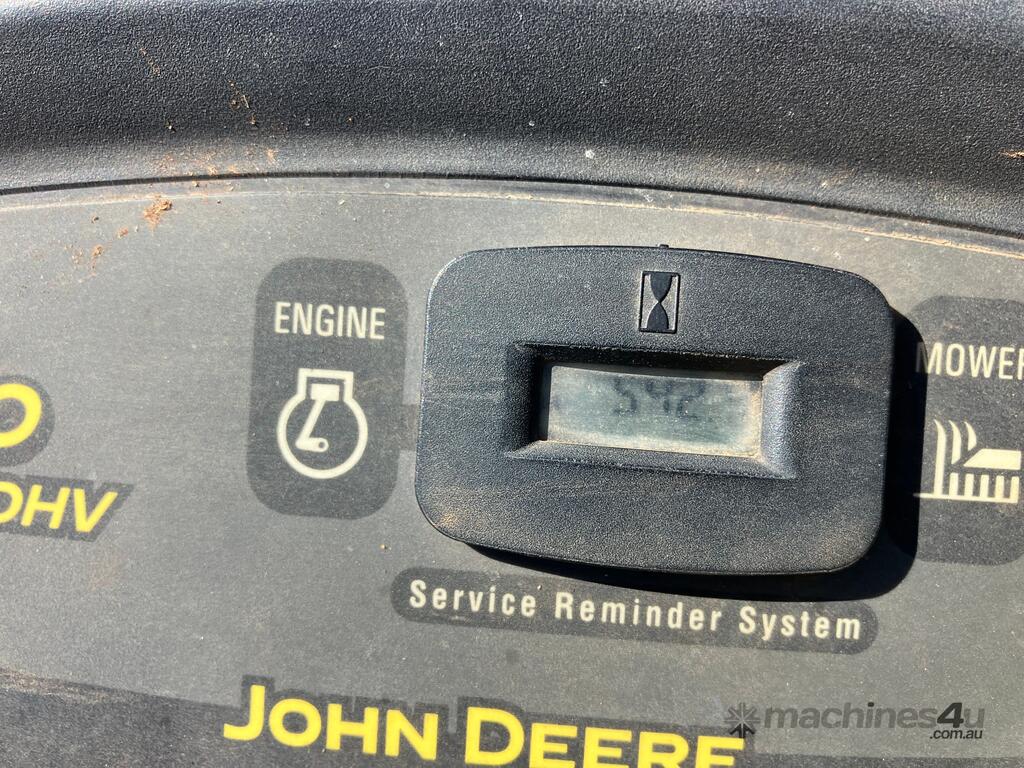 ENGINE
542
MOWER
O
OHV
Service Reminder System
JOHN DEERE
machines4u
.com.au